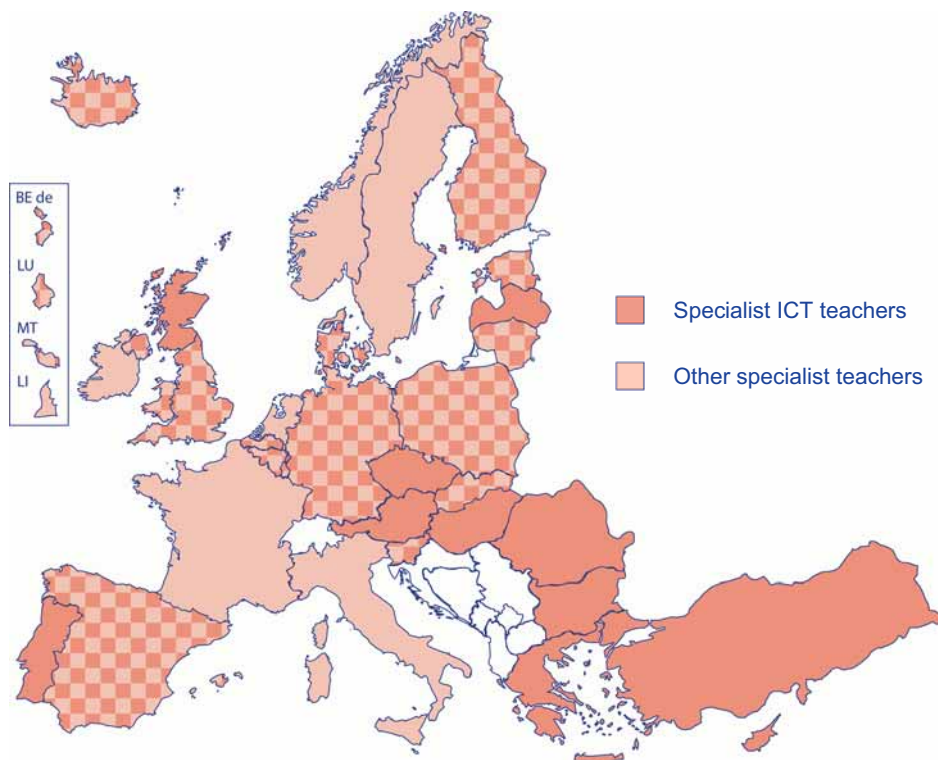 BE de
LU
MT
LI
Specialist ICT teachers
Other specialist teachers